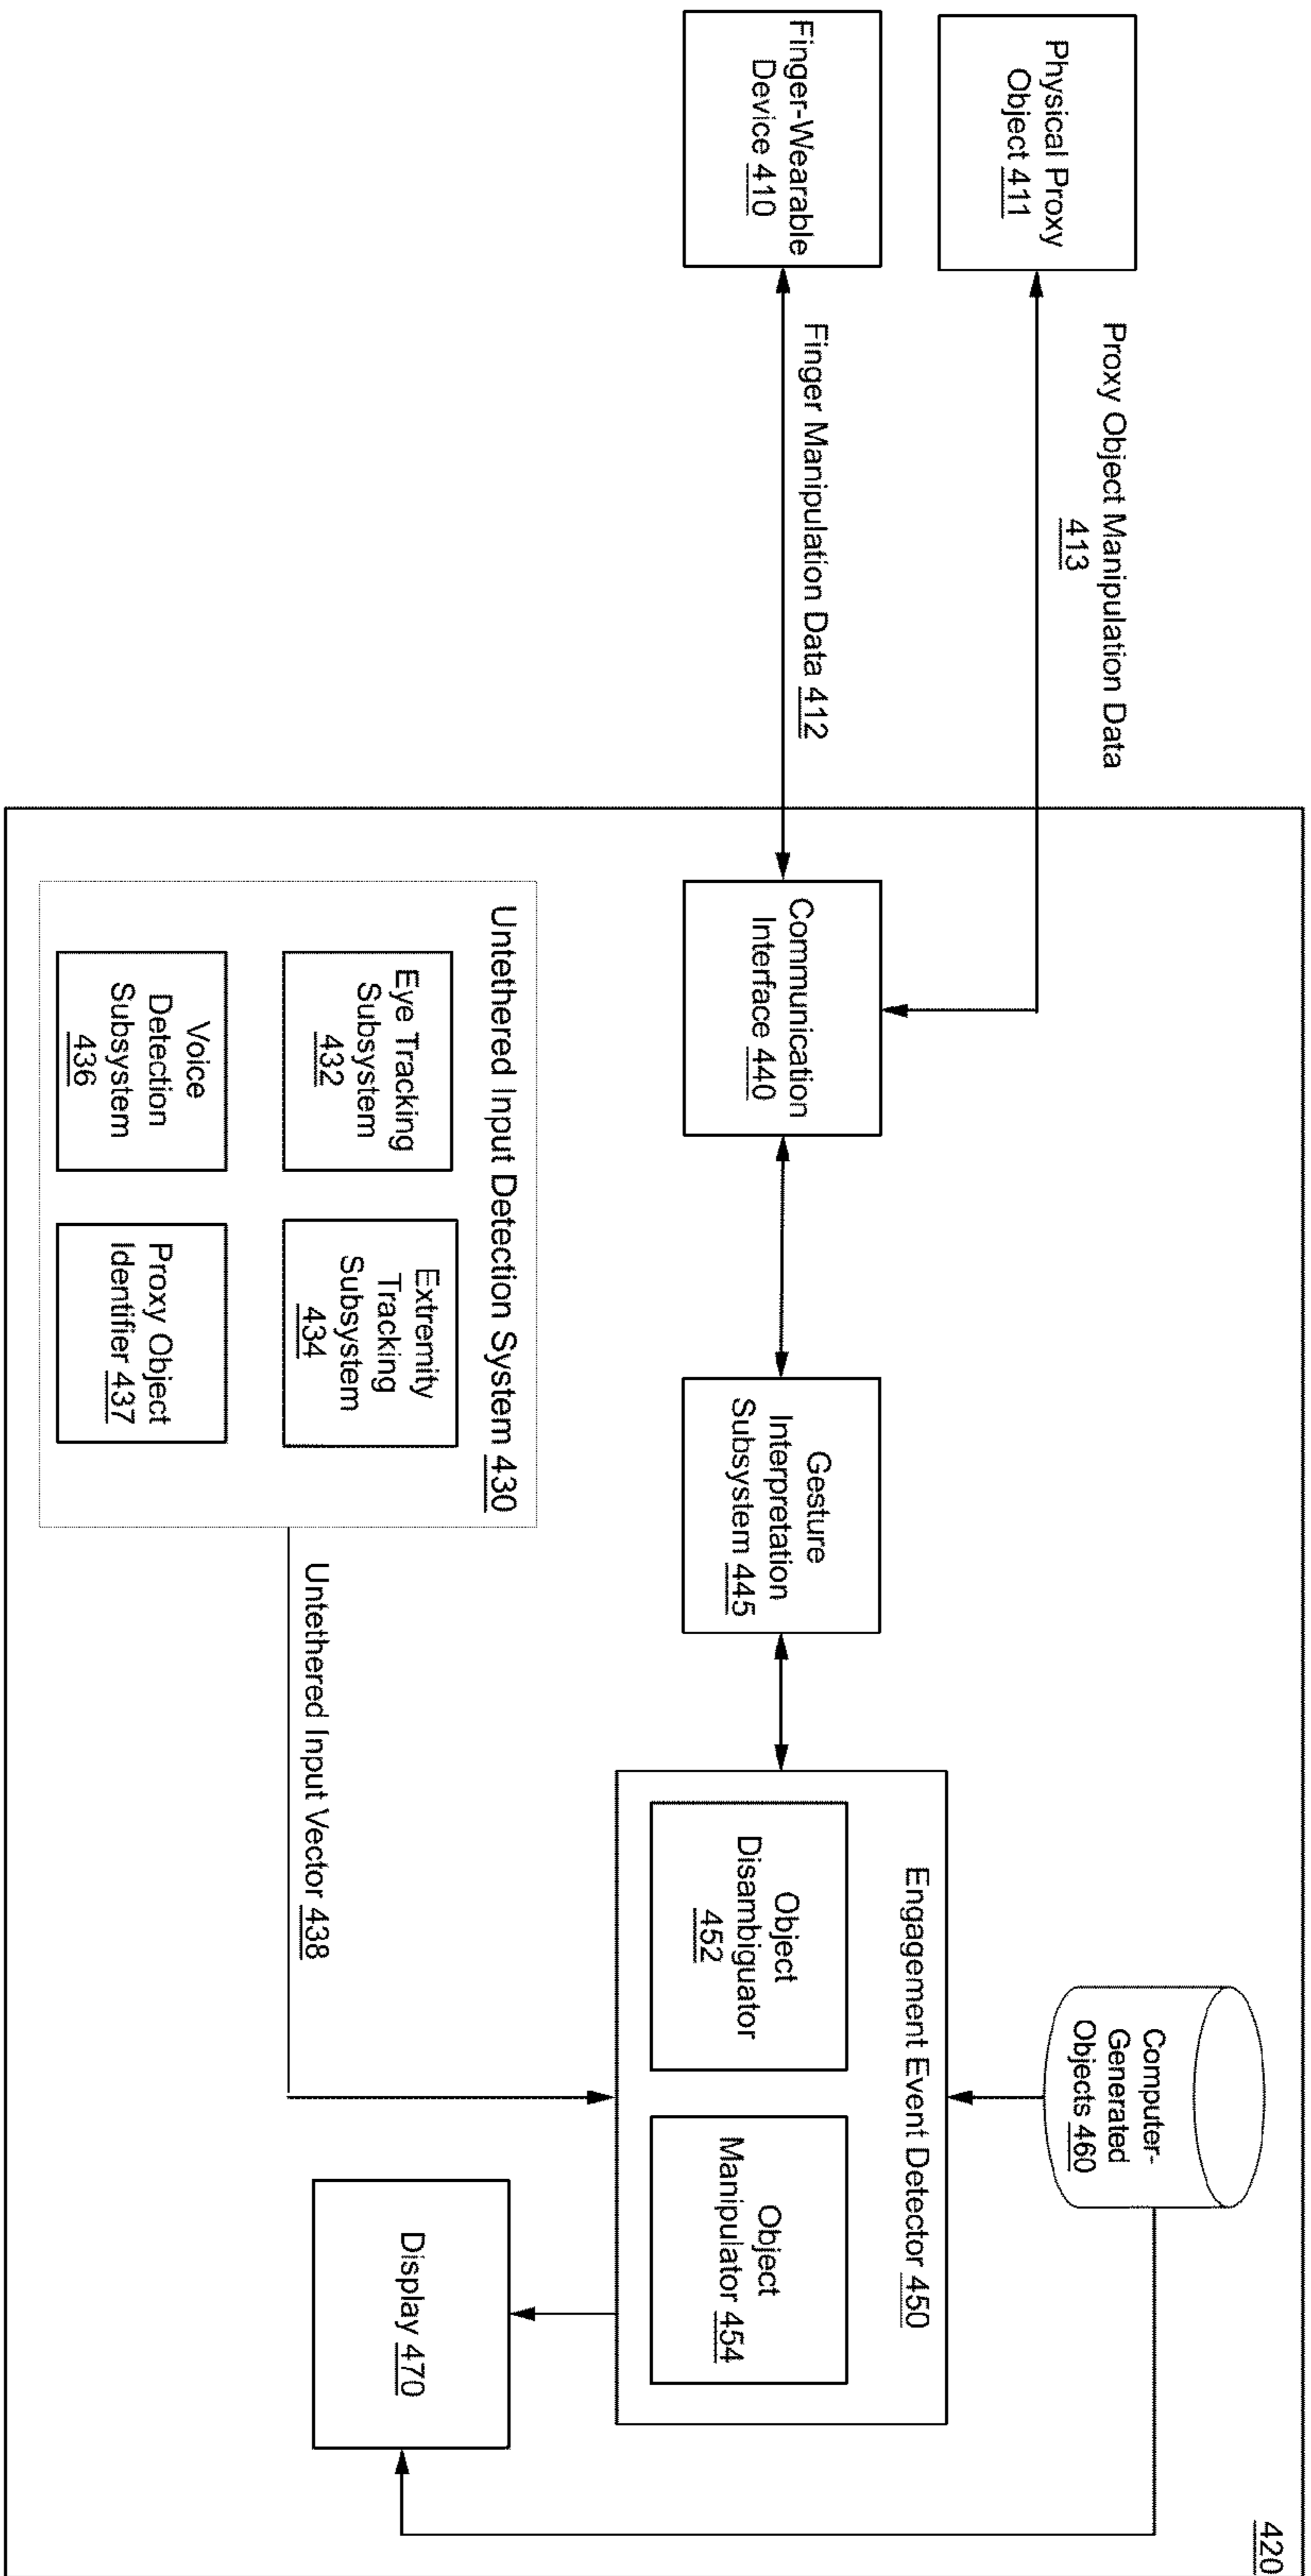 420
Physical Proxy
Object 411
Proxy Object Manipulation Data
413
Finger-Wearable
Device 410
Finger Manipulation Data 412
Communication
Interface 440
Gesture
Interpretation
Subsystem 445
Computer-
Generated
Objects 460
Engagement Event Detector 450
Object
Disambiguator
452
Object
Manipulator 454
Untethered Input Detection System 430
Eye Tracking
Subsystem
432
Extremity
Tracking
Subsystem
434
Voice
Detection
Subsystem
436
Proxy Object
Identifier 437
Untethered Input Vector 438
Display 470